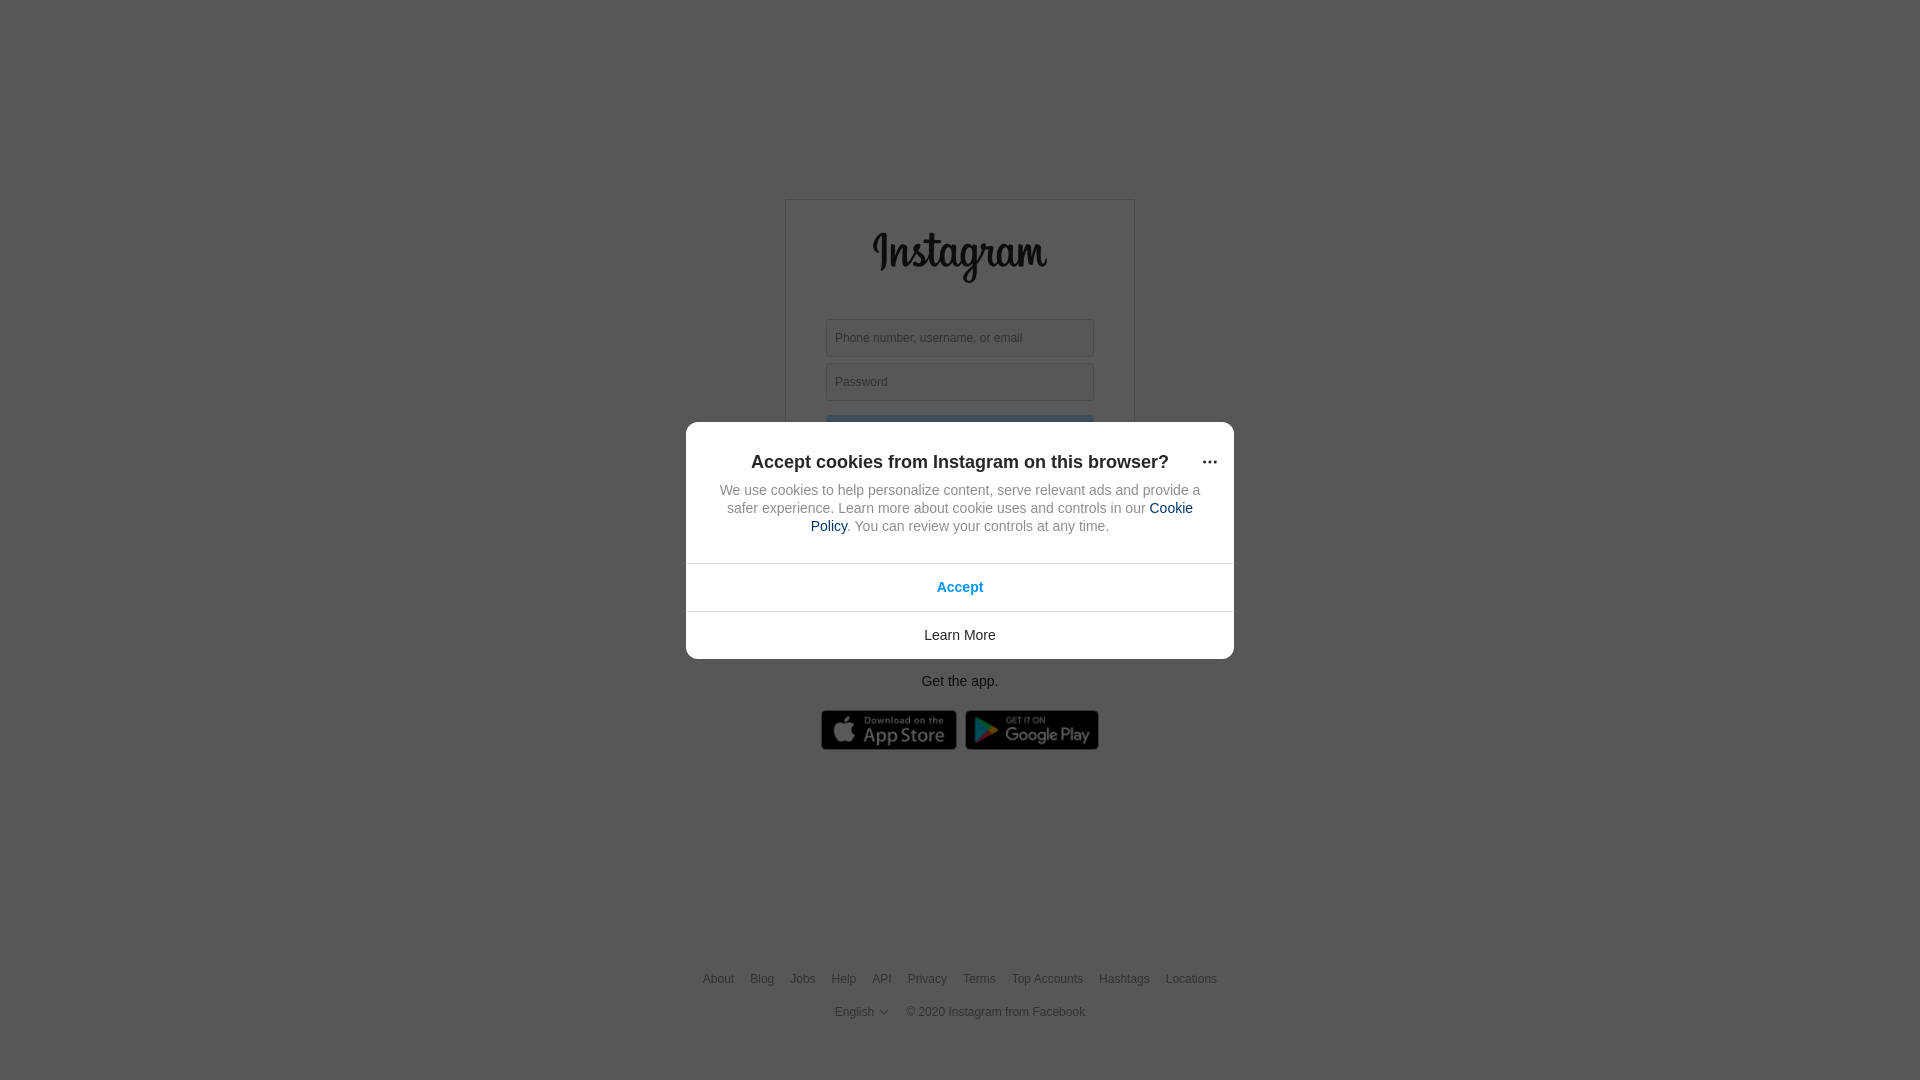 Instagram
Phone number, username, or email
Password
Accept cookies from Instagram on this browser?
We use cookies to help personalize content, serve relevant ads and provide a
safer experience. Learn more about cookie uses and controls in our Cookie
Policy. You can review your controls at any time.
Accept
Learn More
Get the app.
Download on the
App Store
GET IT ON
Google Play
About Blog Jobs Help API Privacy Terms Top Accounts Hashtags Locations
English © 2020 Instagram from Facebook